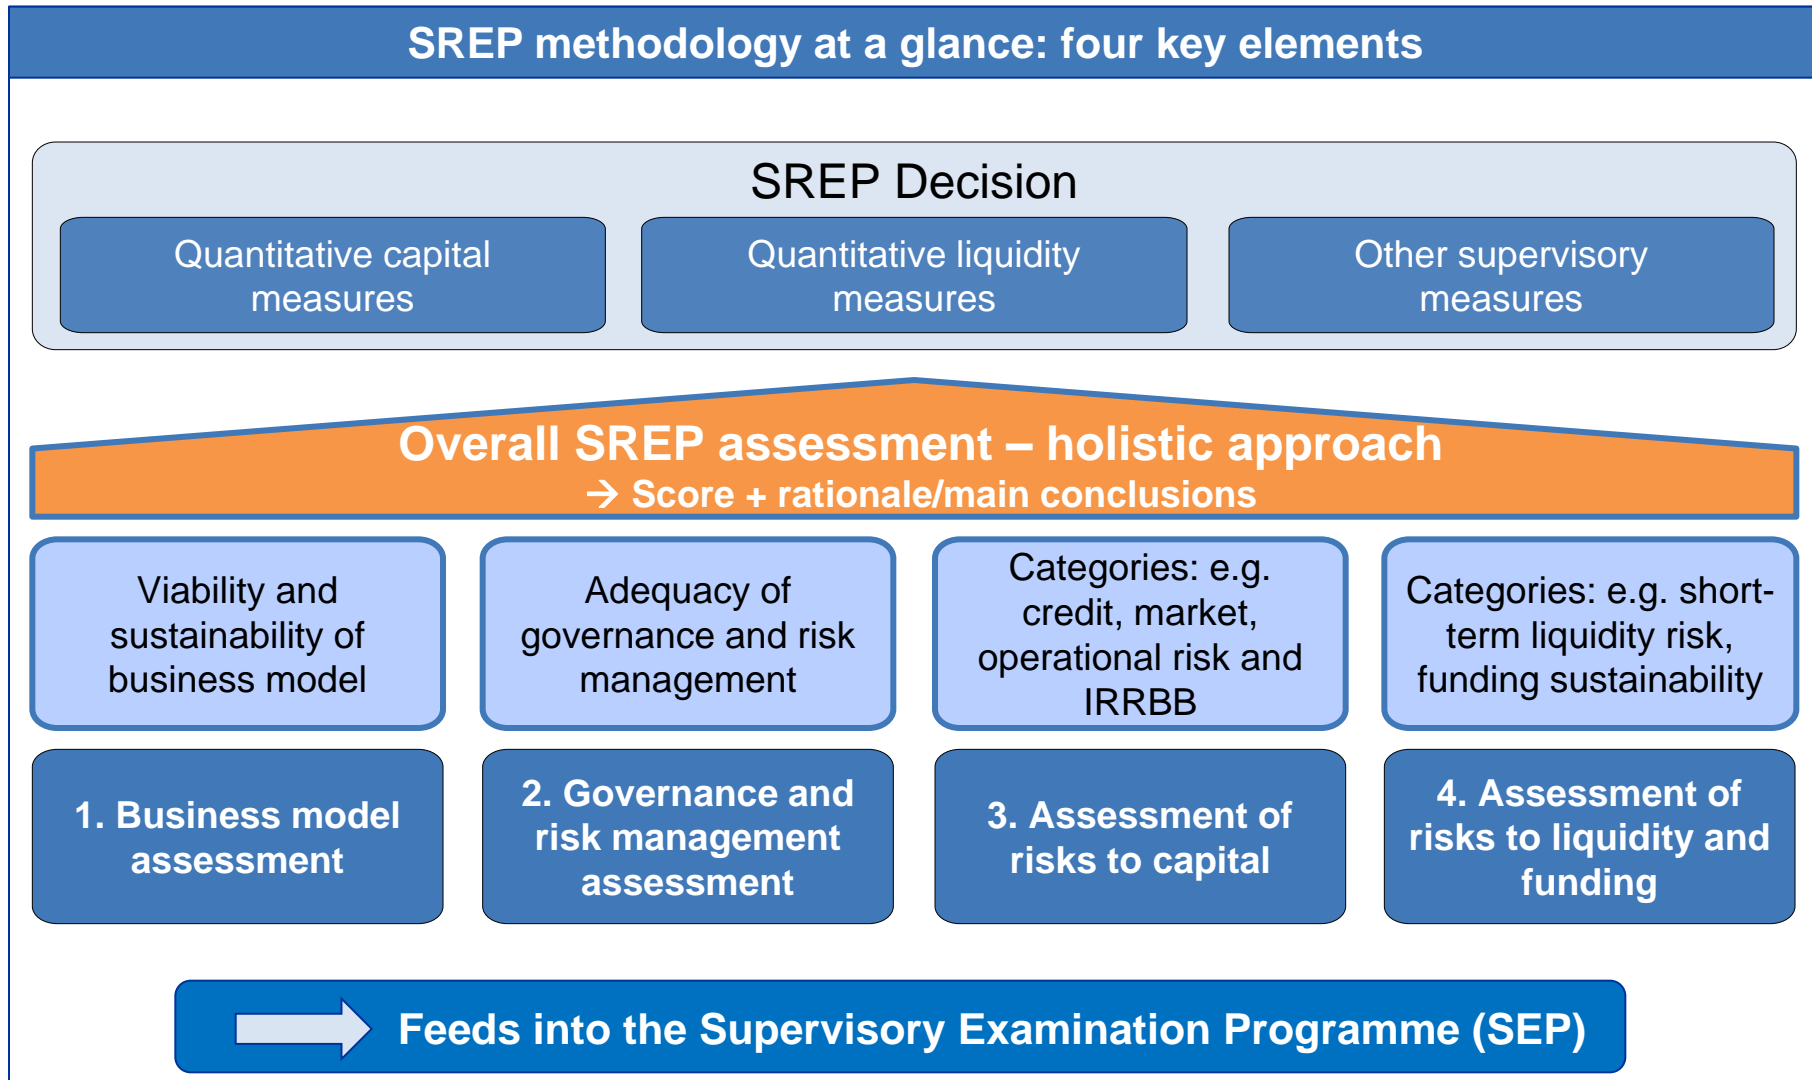 SREP methodology at a glance: four key elements
SREP Decision
Quantitative capital
measures
Quantitative liquidity
measures
Other supervisory
measures
Overall SREP assessment – holistic approach
→ Score + rationale/main conclusions
Viability and
sustainability of
business model
Adequacy of
governance and risk
management
Categories: e.g.
credit, market,
operational risk and
IRRBB
Categories: e.g. short-
term liquidity risk,
funding sustainability
1. Business model
assessment
2. Governance and
risk management
assessment
3. Assessment of
risks to capital
4. Assessment of
risks to liquidity and
funding
Feeds into the Supervisory Examination Programme (SEP)